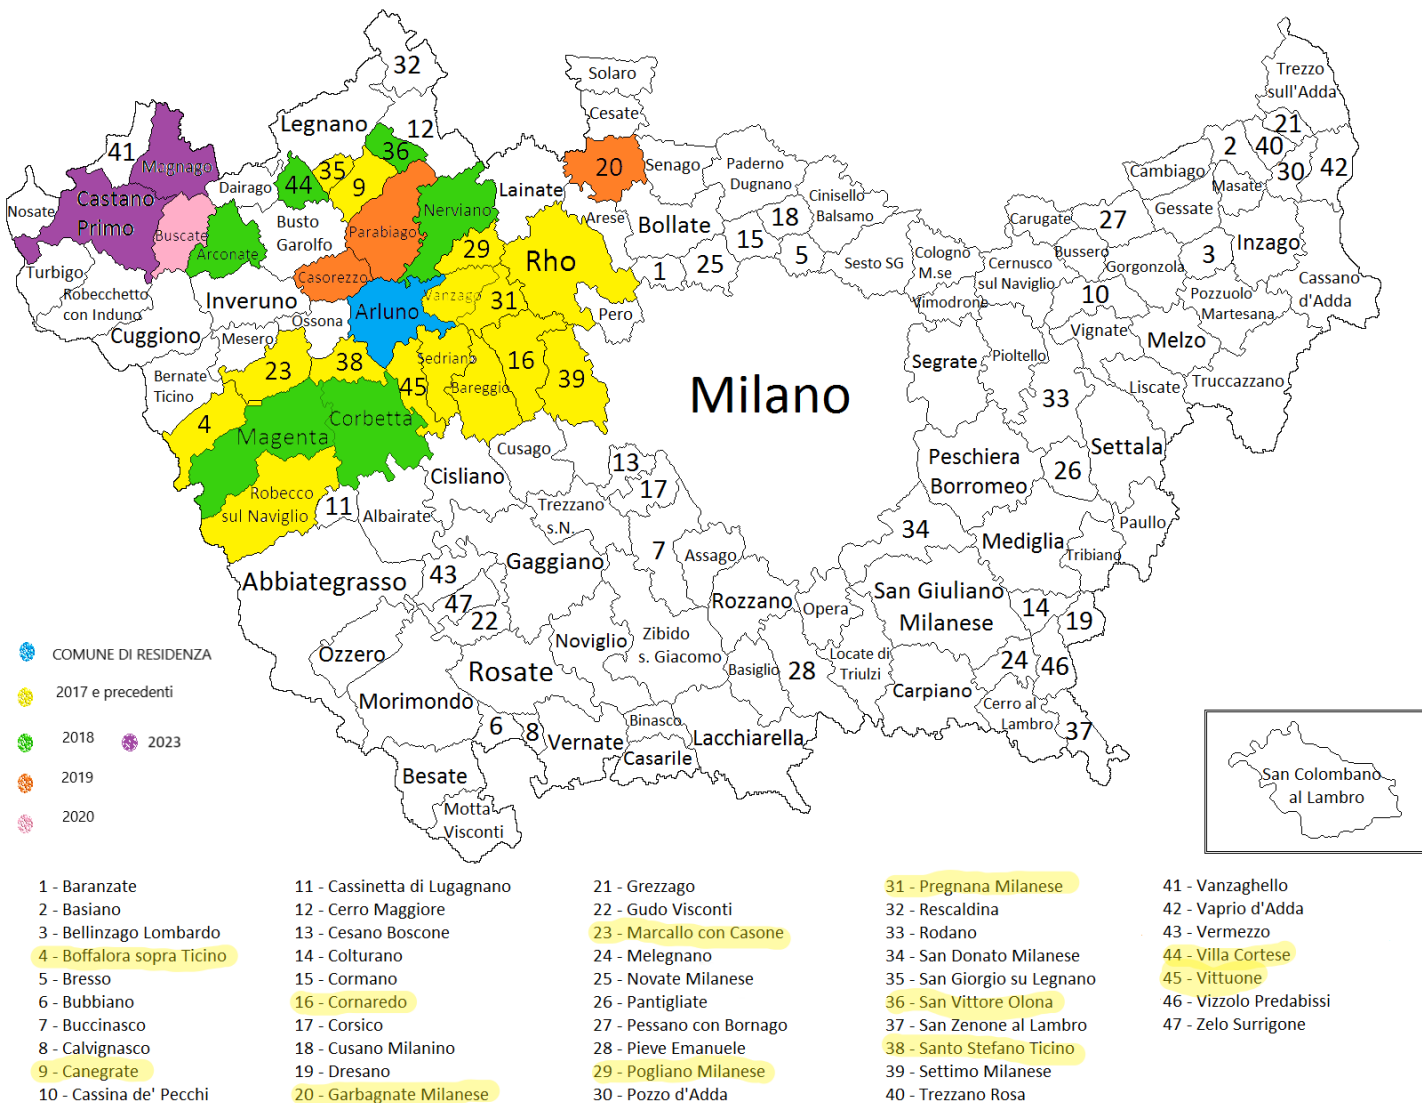 32
Solaro
Trezzo
sull'Adda
Cesate
Legnano
12
21
41
36
2
40
Mognago
35
20
Senago
Paderno
Dugnano
Cambiago
30
42
44
9
Dairago
Lainate
Masate
Castano
Primo
Nerviano
Cinisello
Balsamo
Nosate
Busto
Garolfo
Arese
Bollate
18
Carugate
27
Gessate
Buscate
Parabiago
15
Arconate
29
Rho
5
Cologno
M.se
Bussero
3
Inzago
Turbigo
Casorezzo
1
25
Sesto SG
Cernusco
sul Naviglio
Gorgonzola
Cassano
d'Adda
Robecchetto
con Induno
Inveruno
Vanzago
31
Vimodrone
10
Pozzuolo
Martesana
Arluno
Pero
Ossona
Cuggiono
Mesero
Vignate
Melzo
Sedriano
16
Segrate
Pioltello
Bernate
Ticino
23
38
45
Bareggio
39
Milano
33
Liscate
Truccazzano
4
Corbetta
Magenta
Cusago
Settala
Cisliano
13
Peschiera
Borromeo
26
Robecco
sul Naviglio
11
Albairate
17
Trezzano
s.N.
34
Paullo
7
Assago
Mediglia
Tribiano
Gaggiano
Abbiategrasso
43
San Giuliano
Milanese
47
Rozzano
Opera
14
19
22
Noviglio
Zibido
s. Giacomo
Ozzero
Rosate
Basiglio
28
Locate di
Triulzi
24
46
Morimondo
Carpiano
Cerro al
Lambro
6
8
Vernate
Binasco
Lacchiarella
37
Casarile
Besate
Motta
Visconti
San Colombano
al Lambro
COMUNE DI RESIDENZA
2017 e precedenti
2018
2023
2019
2020
1 - Baranzate
2 - Basiano
3 - Bellinzago Lombardo
4 - Boffalora sopra Ticino
5 - Bresso
6 - Bubbiano
7 - Buccinasco
8 - Calvignasco
9 - Canegrate
10 - Cassina de' Pecchi
11 - Cassinetta di Lugagnano
12 - Cerro Maggiore
13 - Cesano Boscone
14 - Colturano
15 - Cormano
16 - Cornaredo
17 - Corsico
18 - Cusano Milanino
19 - Dresano
20 - Garbagnate Milanese
21 - Grezzago
22 - Gudo Visconti
23 - Marcallo con Casone
24 - Melegnano
25 - Novate Milanese
26 - Pantigliate
27 - Pessano con Bornago
28 - Pieve Emanuele
29 - Pogliano Milanese
30 - Pozzo d'Adda
31 - Pregnana Milanese
32 - Rescaldina
33 - Rodano
34 - San Donato Milanese
35 - San Giorgio su Legnano
36 - San Vittore Olona
37 - San Zenone al Lambro
38 - Santo Stefano Ticino
39 - Settimo Milanese
40 - Trezzano Rosa
41 - Vanzaghello
42 - Vaprio d'Adda
43 - Vermezzo
44 - Villa Cortese
45 - Vittuone
46 - Vizzolo Predabissi
47 - Zelo Surrigone